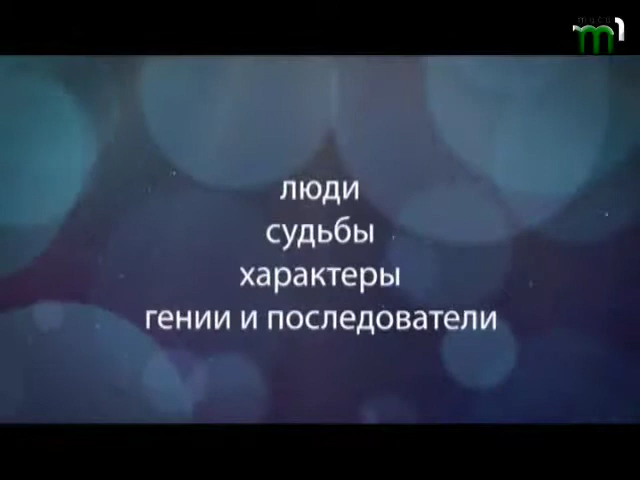 люди
судьбы
характеры
гении и последователи